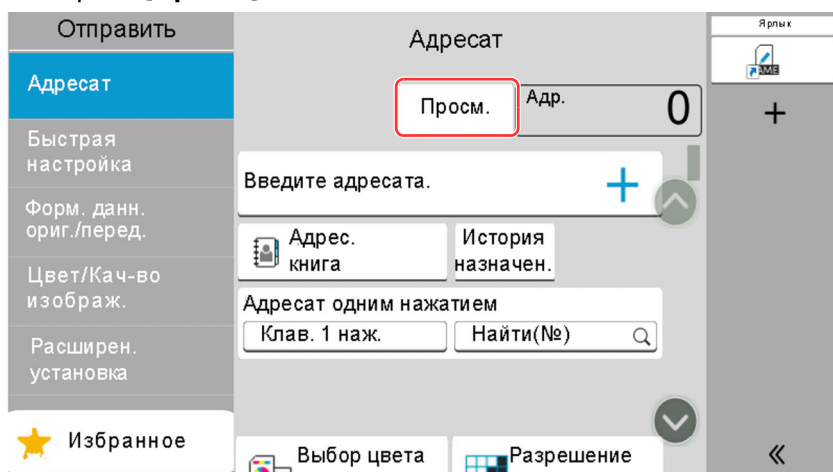 Отправить
Адресат
Быстрая
настройка
Форм. данн.
ориг./перед.
Цвет/Кач-во
изображ.
Расширен.
установка
Избранное
Адресат
Просм.
Адр.
0
Введите адресата.
Адрес.
книга
История
назначен.
Адресат одним нажатием
Клав. 1 наж.
Найти(№)
Выбор цвета
Разрешение
Ярлык